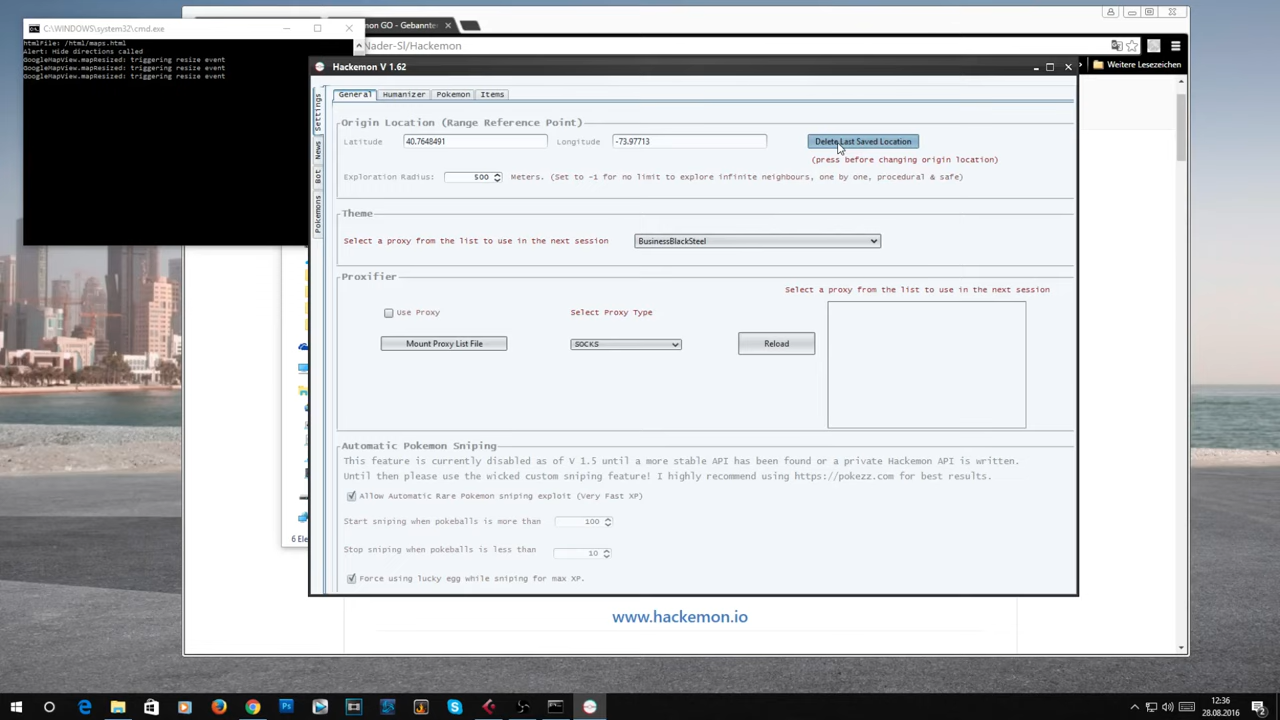 C:\WINDOWS\system32\cmd.exe
htmlFile: /html/maps.html
Alert: Hide directions called
GoogleMapView.mapResized: triggering resize event
GoogleMapView.mapResized: triggering resize event
GoogleMapView.mapResized: triggering resize event
mon GO - Gebannt
Nader-SI/Hackemon
Weitere Lesezeichen
Hackemon V 1.62
Settings
News
Bot
Pokemons
General Humanizer Pokemon Items
Origin Location (Range Reference Point)
Latitude 40.7648491 Longitude -73.97713 Delete Last Saved Location
(press before changing origin location)
Exploration Radius: 500 Meters. (Set to -1 for no limit to explore infinite neighbours, one by one, procedural & safe)
Theme
Select a proxy from the list to use in the next session BusinessBlackSteel
Proxifier
Select a proxy from the list to use in the next session
Use Proxy Select Proxy Type
Mount Proxy List File SOCKS Reload
Automatic Pokemon Sniping
This feature is currently disabled as of V 1.5 until a more stable API has been found or a private Hackemon API is written.
Until then please use the wicked custom sniping feature! I highly recommend using https://pokezz.com for best results.
Allow Automatic Rare Pokemon sniping exploit (Very Fast XP)
Start sniping when pokeballs is more than 100
Stop sniping when pokeballs is less than 10
Force using lucky egg while sniping for max XP.
6 Ele
www.hackemon.io
12:36
28.08.2016
2